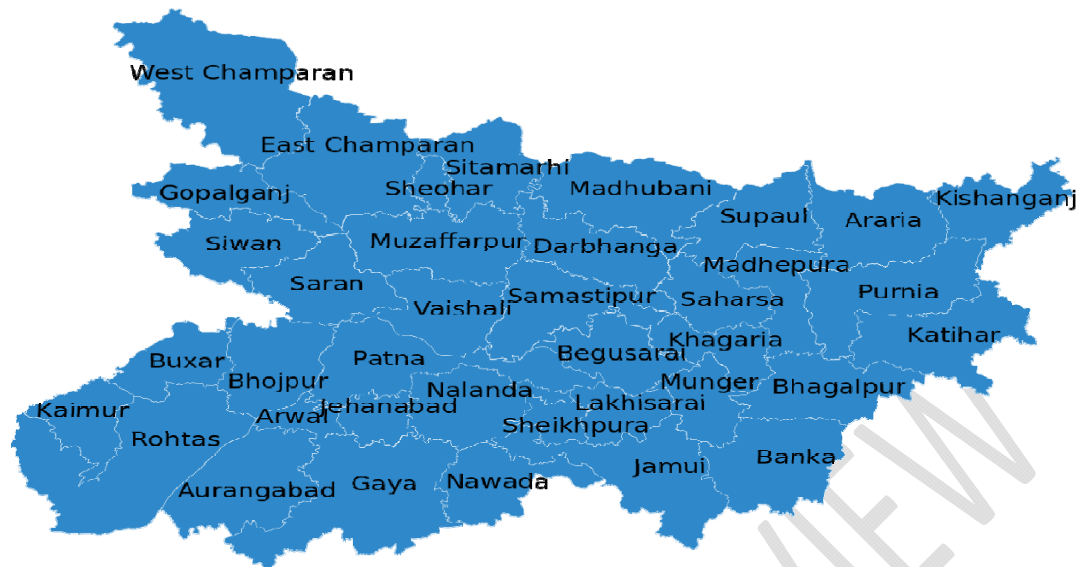 West Champaran
East Champaran
Sitamarhi
Gopalganj
Sheohar
Madhubani
Kishanganj
Supaul
Araria
Siwan
Muzaffarpur
Darbhanga
Madhepura
Saran
Vaishali
Samastipur
Saharsa
Purnia
Katihar
Khagaria
Buxar
Patna
Begusarai
Bhojpur
Nalanda
Munger
Bhagalpur
Kaimur
Arwal
Jehanabad
Lakhisarai
Rohtas
Sheikhpura
Jamui
Banka
Aurangabad
Gaya
Nawada
VIEW